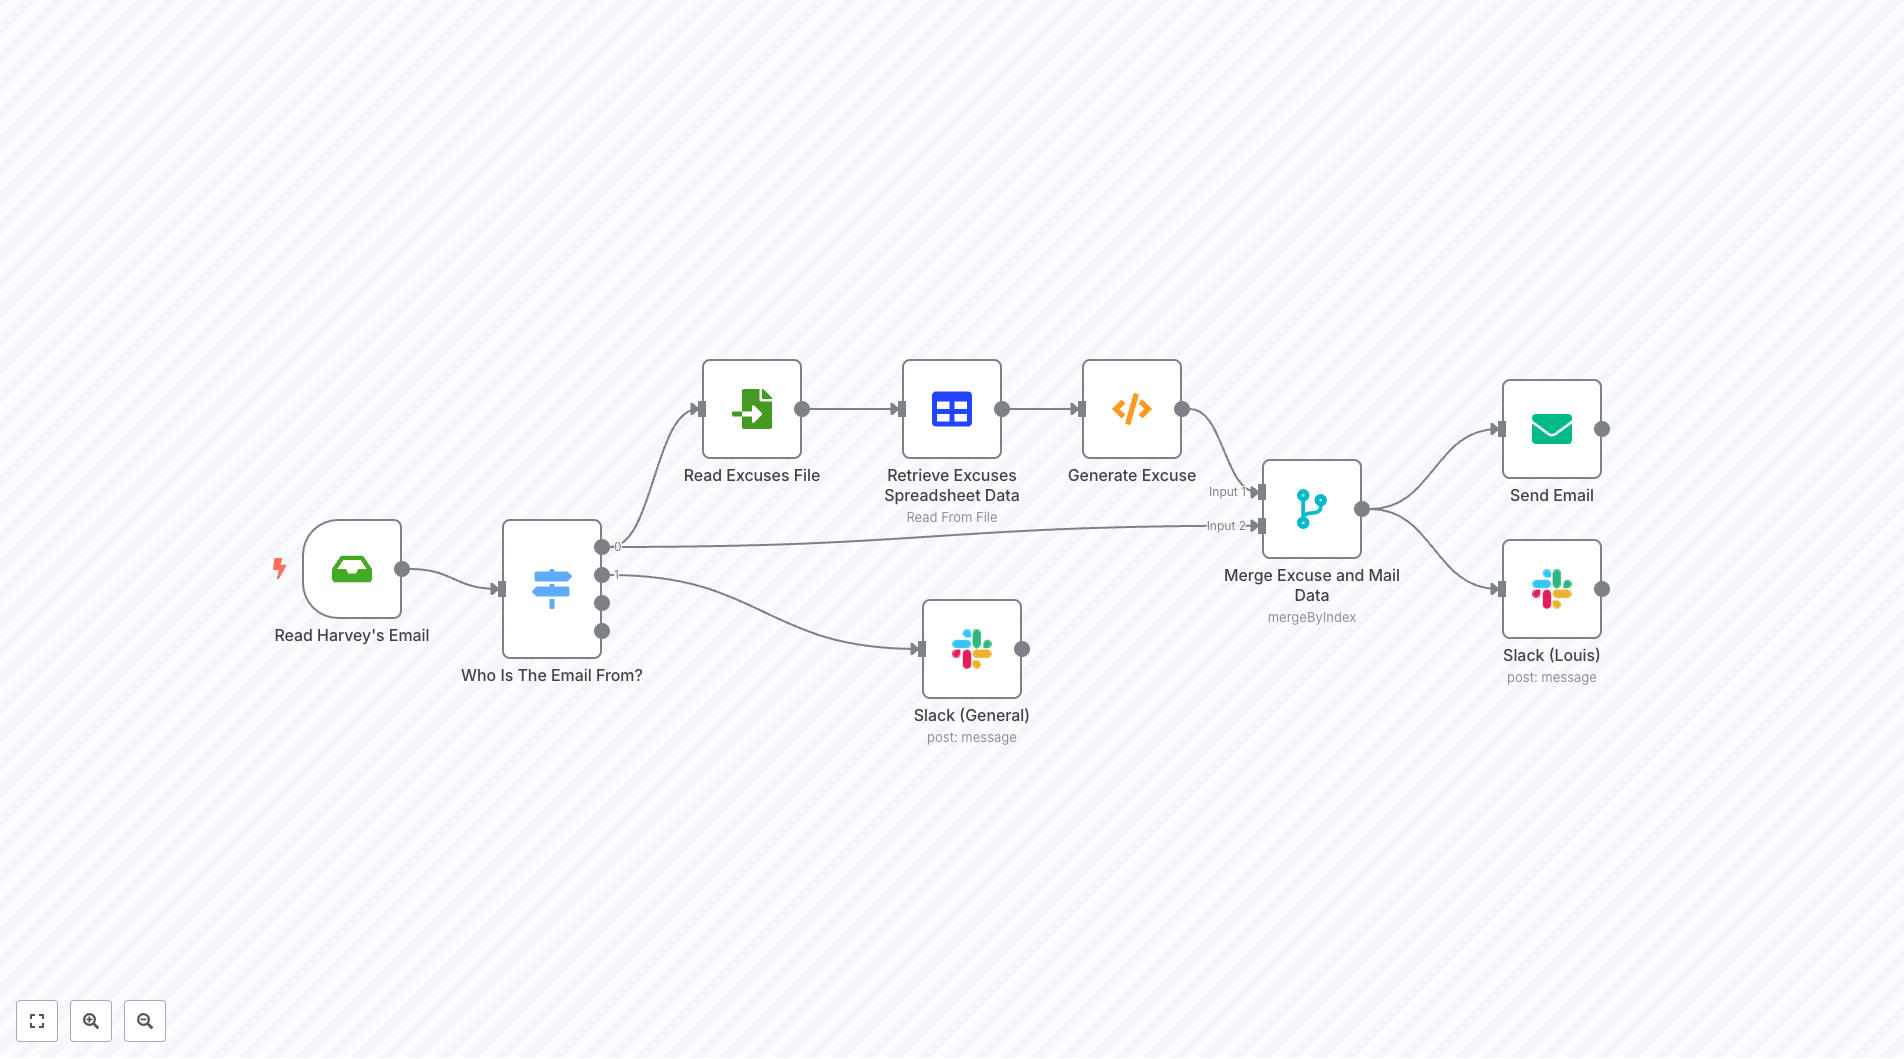 Read Excuses File
Retrieve Excuses
Spreadsheet Data
Read From File
Generate Excuse
Input 1
Input 2
Merge Excuse and Mail
Data
mergeByIndex
Send Email
Slack (Louis)
post: message
Read Harvey's Email
0
1
Who Is The Email From?
Slack (General)
post: message